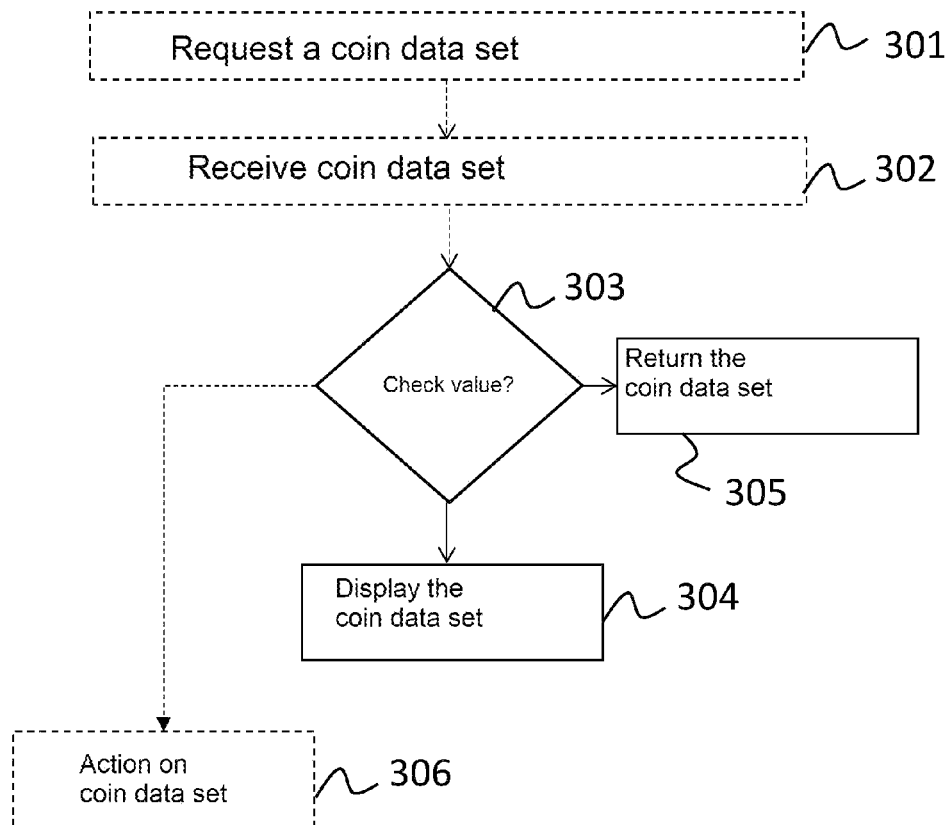 Request a coin data set
301
Receive coin data set
302
303
Check value?
Return the
coin data set
305
Display the
coin data set
304
Action on
coin data set
306